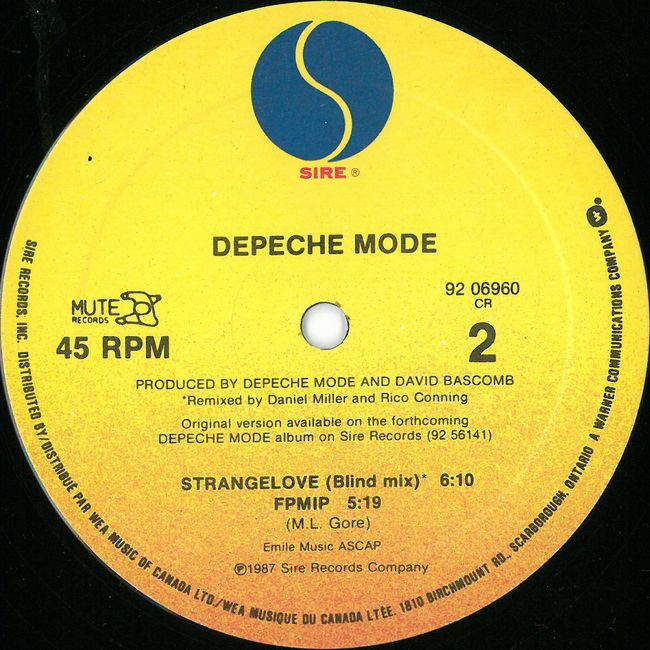 SIRE ®
DEPECHE MODE
MUTE
RECORDS
45 RPM
92 06960
CR
2
PRODUCED BY DEPECHE MODE AND DAVID BASCOMB
*Remixed by Daniel Miller and Rico Conning
Original version available on the forthcoming
DEPECHE MODE album on Sire Records (92 56141)
STRANGELOVE (Blind mix)* 6:10
FPMIP 5:19
(M.L. Gore)
Emile Music ASCAP
℗1987 Sire Records Company
SIRE RECORDS, INC. DISTRIBUTED BY/DISTRIBUÉ PAR WEA MUSIC OF CANADA LTD./WEA MUSIQUE DU CANADA LTÉE. 1810 BIRCHMOUNT RD., SCARBOROUGH, ONTARIO A WARNER COMMUNICATIONS COMPANY